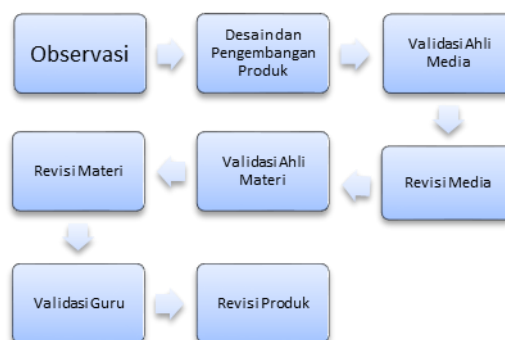 Observasi
Desain dan
Pengembangan
Produk
Validasi Ahli
Media
Revisi Media
Validasi Ahli
Materi
Revisi Materi
Validasi Guru
Revisi Produk